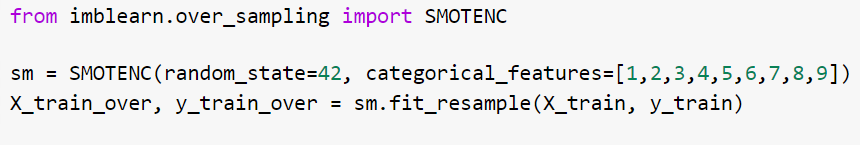 from imblearn.over_sampling import SMOTENC
sm = SMOTENC(random_state=42, categorical_features=[1,2,3,4,5,6,7,8,9])
X_train_over, y_train_over = sm.fit_resample(X_train, y_train)